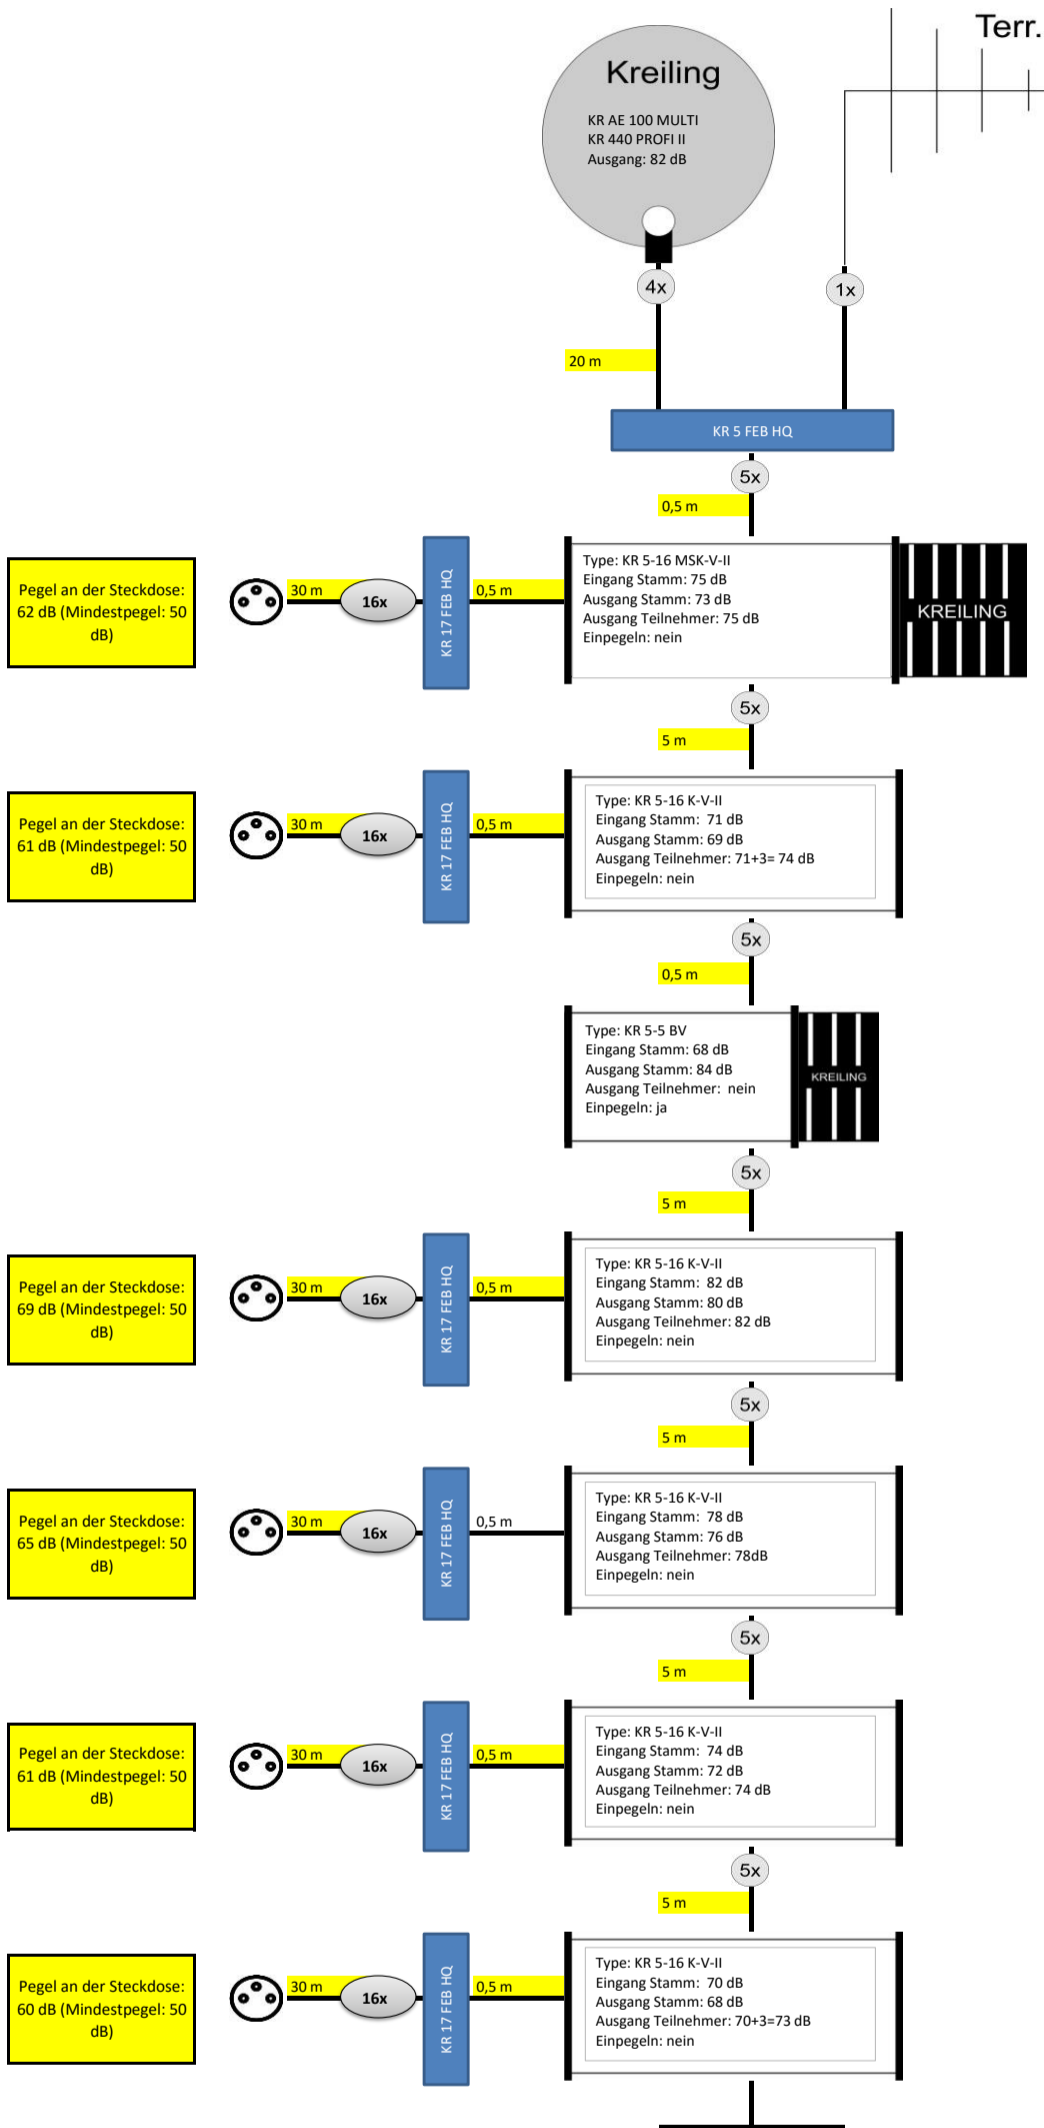 Terr.
Kreiling
KR AE 100 MULTI
KR 440 PROFI II
Ausgang: 82 dB
4x
1x
20 m
KR 5 FEB HQ
5x
0,5 m
Pegel an der Steckdose:
62 dB (Mindestpegel: 50
dB)
30 m
16x
KR 17 FEB HQ
0,5 m
Type: KR 5-16 MSK-V-II
Eingang Stamm: 75 dB
Ausgang Stamm: 73 dB
Ausgang Teilnehmer: 75 dB
Einpegeln: nein
KREILING
5x
5 m
Pegel an der Steckdose:
61 dB (Mindestpegel: 50
dB)
30 m
16x
KR 17 FEB HQ
0,5 m
Type: KR 5-16 K-V-II
Eingang Stamm:  71 dB
Ausgang Stamm: 69 dB
Ausgang Teilnehmer: 71+3= 74 dB
Einpegeln: nein
5x
0,5 m
Type: KR 5-5 BV
Eingang Stamm: 68 dB
Ausgang Stamm: 84 dB
Ausgang Teilnehmer:  nein
Einpegeln: ja
KREILING
5x
5 m
Pegel an der Steckdose:
69 dB (Mindestpegel: 50
dB)
30 m
16x
KR 17 FEB HQ
0,5 m
Type: KR 5-16 K-V-II
Eingang Stamm:  82 dB
Ausgang Stamm: 80 dB
Ausgang Teilnehmer: 82 dB
Einpegeln: nein
5x
5 m
Pegel an der Steckdose:
65 dB (Mindestpegel: 50
dB)
30 m
16x
KR 17 FEB HQ
0,5 m
Type: KR 5-16 K-V-II
Eingang Stamm:  78 dB
Ausgang Stamm: 76 dB
Ausgang Teilnehmer: 78dB
Einpegeln: nein
5x
5 m
Pegel an der Steckdose:
61 dB (Mindestpegel: 50
dB)
30 m
16x
KR 17 FEB HQ
0,5 m
Type: KR 5-16 K-V-II
Eingang Stamm:  74 dB
Ausgang Stamm: 72 dB
Ausgang Teilnehmer: 74 dB
Einpegeln: nein
5x
5 m
Pegel an der Steckdose:
60 dB (Mindestpegel: 50
dB)
30 m
16x
KR 17 FEB HQ
0,5 m
Type: KR 5-16 K-V-II
Eingang Stamm:  70 dB
Ausgang Stamm: 68 dB
Ausgang Teilnehmer: 70+3=73 dB
Einpegeln: nein